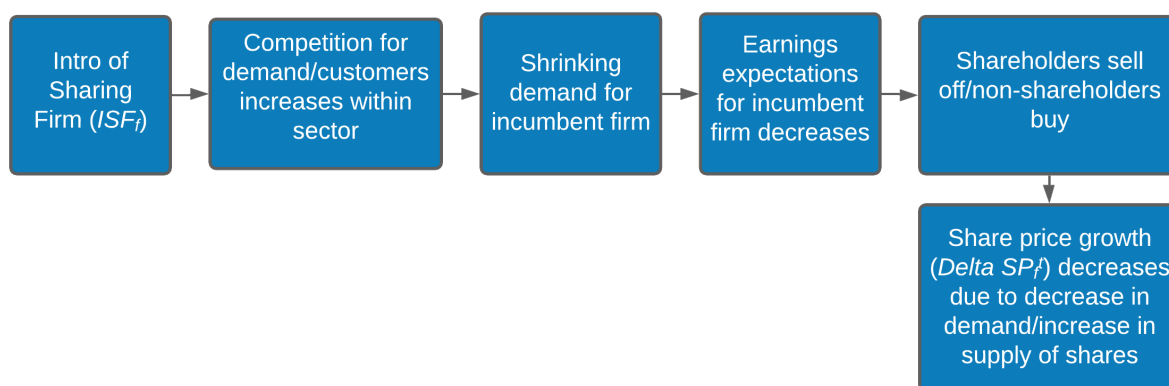 Intro of
Sharing
Firm (ISF_f)
Competition for
demand/customers
increases within
sector
Shrinking
demand for
incumbent firm
Earnings
expectations
for incumbent
firm decreases
Shareholders sell
off/non-shareholders
buy
Share price growth
(Delta SP_f^t) decreases
due to decrease in
demand/increase in
supply of shares